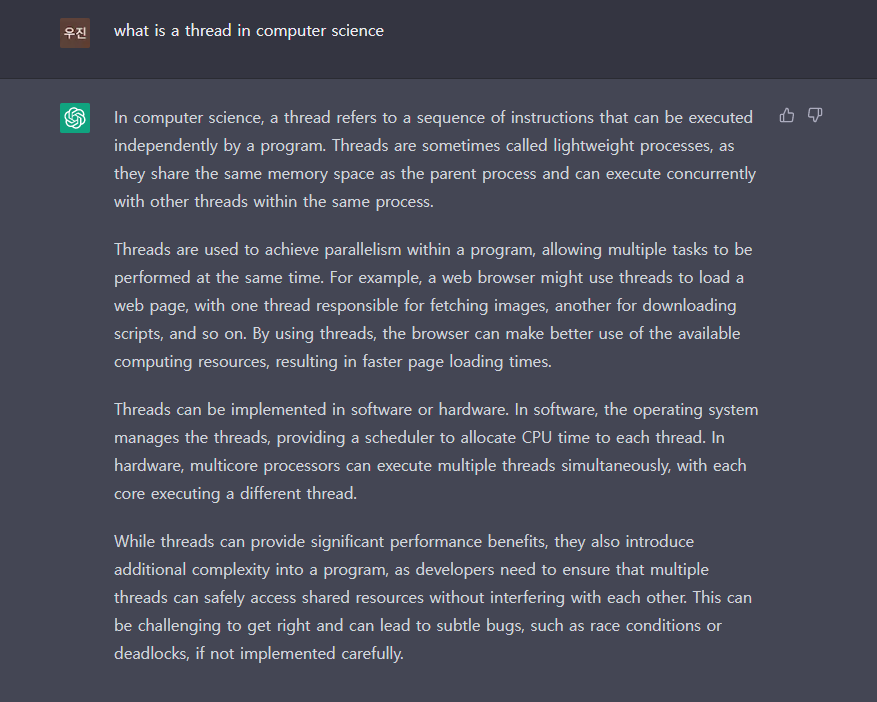 우진
what is a thread in computer science
In computer science, a thread refers to a sequence of instructions that can be executed
independently by a program. Threads are sometimes called lightweight processes, as
they share the same memory space as the parent process and can execute concurrently
with other threads within the same process.
Threads are used to achieve parallelism within a program, allowing multiple tasks to be
performed at the same time. For example, a web browser might use threads to load a
web page, with one thread responsible for fetching images, another for downloading
scripts, and so on. By using threads, the browser can make better use of the available
computing resources, resulting in faster page loading times.
Threads can be implemented in software or hardware. In software, the operating system
manages the threads, providing a scheduler to allocate CPU time to each thread. In
hardware, multicore processors can execute multiple threads simultaneously, with each
core executing a different thread.
While threads can provide significant performance benefits, they also introduce
additional complexity into a program, as developers need to ensure that multiple
threads can safely access shared resources without interfering with each other. This can
be challenging to get right and can lead to subtle bugs, such as race conditions or
deadlocks, if not implemented carefully.